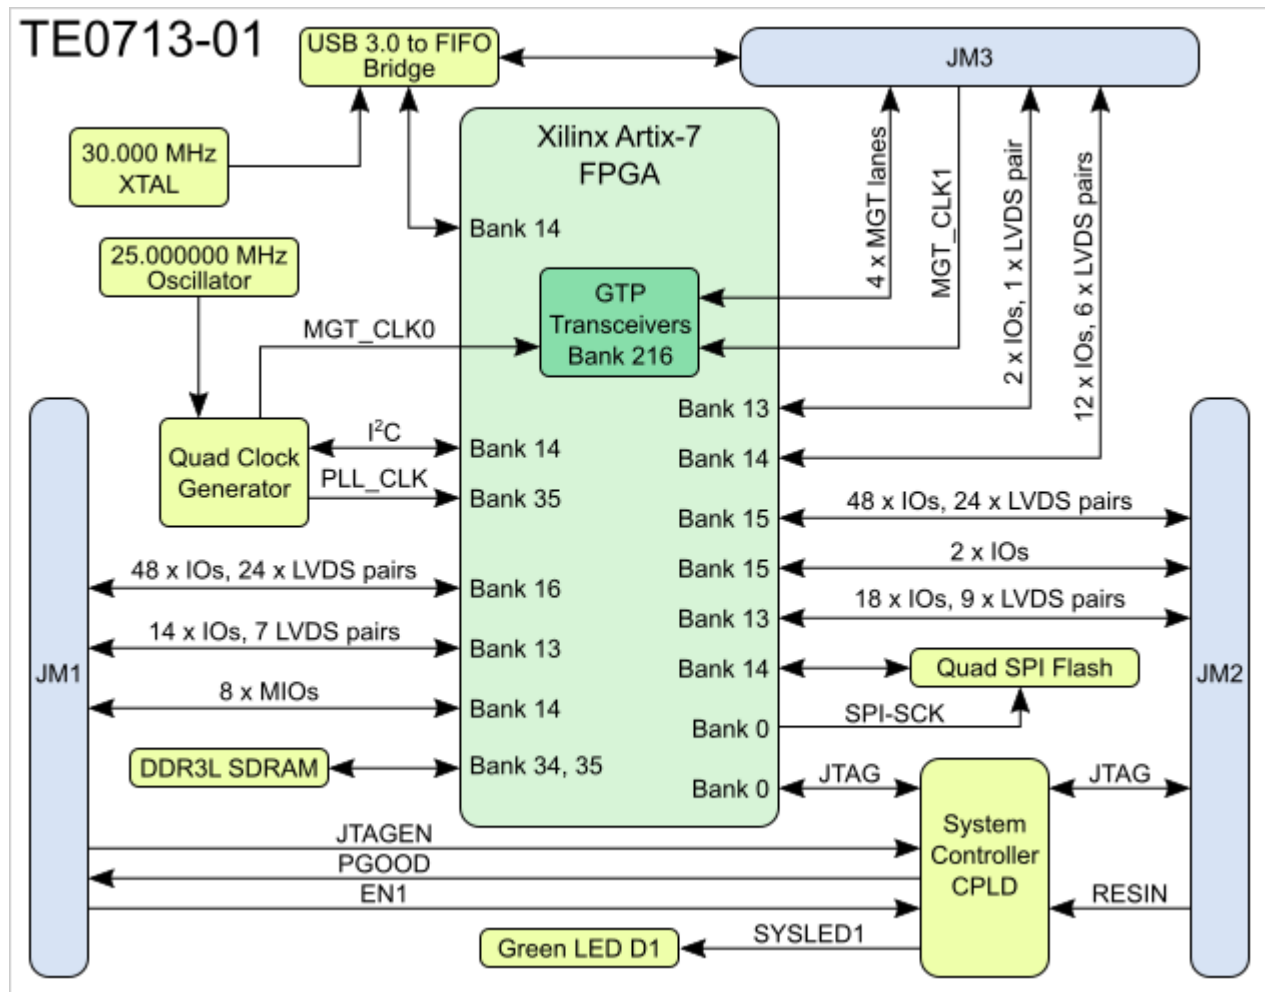 TE0713-01
USB 3.0 to FIFO
Bridge
JM3
30.000 MHz
XTAL
Xilinx Artix-7
FPGA
4 x MGT lanes
MGT_CLK1
2 x IOs, 1 x LVDS pair
12 x IOs, 6 x LVDS pairs
Bank 14
25.000000 MHz
Oscillator
GTP
Transceivers
Bank 216
MGT_CLK0
Bank 13
Quad Clock
Generator
I²C
Bank 14
Bank 14
PLL_CLK
Bank 35
Bank 15
48 x IOs, 24 x LVDS pairs
Bank 15
2 x IOs
48 x IOs, 24 x LVDS pairs
Bank 16
Bank 13
18 x IOs, 9 x LVDS pairs
14 x IOs, 7 LVDS pairs
Bank 13
Bank 14
Quad SPI Flash
JM1
JM2
8 x MIOs
Bank 14
Bank 0
SPI-SCK
DDR3L SDRAM
Bank 34, 35
Bank 0
JTAG
JTAG
System
Controller
CPLD
JTAGEN
PGOOD
EN1
RESIN
SYSLED1
Green LED D1